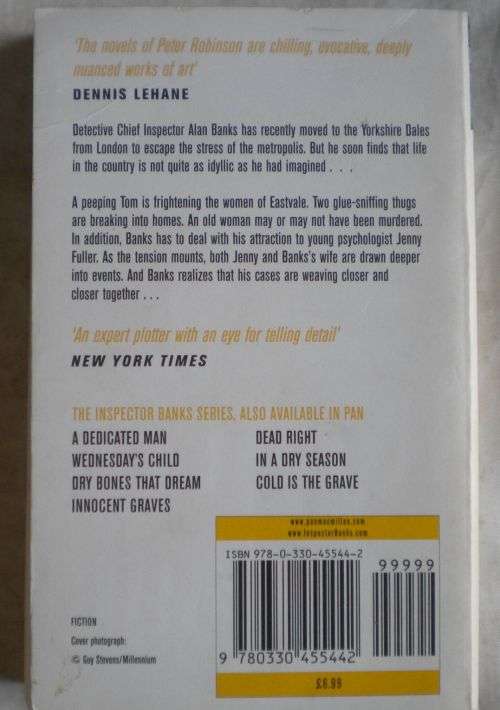 'The novels of Peter Robinson are chilling, evocative, deeply
nuanced works of art'
DENNIS LEHANE
Detective Chief Inspector Alan Banks has recently moved to the Yorkshire Dales
from London to escape the stress of the metropolis. But he soon finds that life
in the country is not quite as idyllic as he had imagined . . .
A peeping Tom is frightening the women of Eastvale. Two glue-sniffing thugs
are breaking into homes. An old woman may or may not have been murdered.
In addition, Banks has to deal with his attraction to young psychologist Jenny
Fuller. As the tension mounts, both Jenny and Banks's wife are drawn deeper
into events. And Banks realizes that his cases are weaving closer and
closer together . . .
'An expert plotter with an eye for telling detail'
NEW YORK TIMES
THE INSPECTOR BANKS SERIES, ALSO AVAILABLE IN PAN
A DEDICATED MAN
WEDNESDAY'S CHILD
DRY BONES THAT DREAM
INNOCENT GRAVES
DEAD RIGHT
IN A DRY SEASON
COLD IS THE GRAVE
www.panmacmillan.com
www.inspectorbanks.com
ISBN 978-0-330-45544-2
99999
9 780330 455442
£6.99
FICTION
Cover photograph:
© Guy Stevens/Millennium